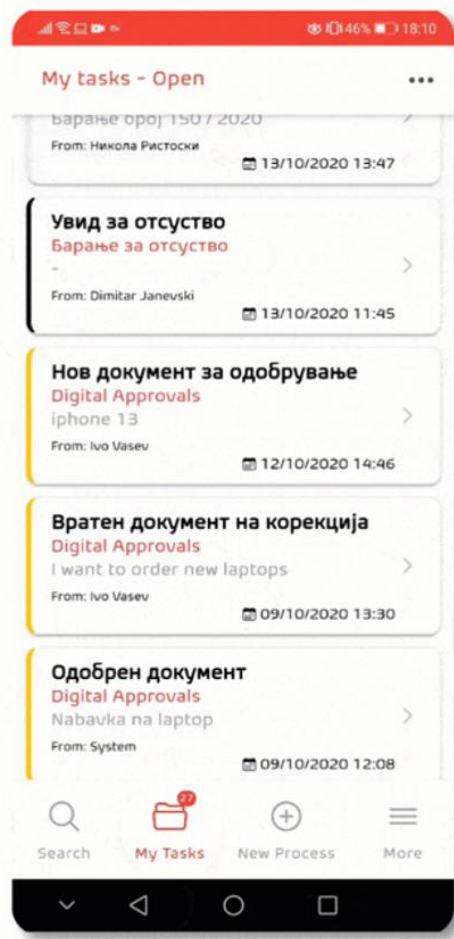 46% 18:10
My tasks - Open
Барање број 150 / 2020
From: Никола Ристоски
13/10/2020 13:47
Увид за отсуство
Барање за отсуство
-
From: Dimitar Janevski
13/10/2020 11:45
Нов документ за одобрување
Digital Approvals
iphone 13
From: Ivo Vasev
12/10/2020 14:46
Вратен документ на корекција
Digital Approvals
I want to order new laptops
From: Ivo Vasev
09/10/2020 13:30
Одобрен документ
Digital Approvals
Nabavka na laptop
From: System
09/10/2020 12:08
27
Search My Tasks New Process More